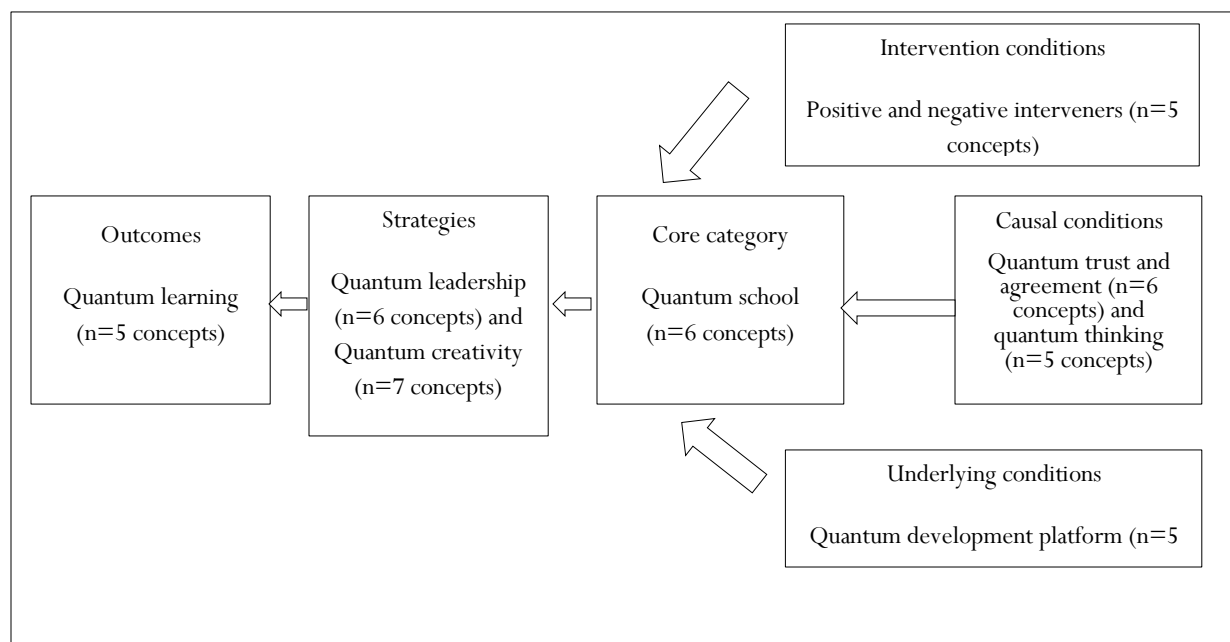 Intervention conditions
Positive and negative interveners (n=5
concepts)
Outcomes
Quantum learning
(n=5 concepts)
Strategies
Quantum leadership
(n=6 concepts) and
Quantum creativity
(n=7 concepts)
Core category
Quantum school
(n=6 concepts)
Causal conditions
Quantum trust and
agreement (n=6
concepts) and
quantum thinking
(n=5 concepts)
Underlying conditions
Quantum development platform (n=5